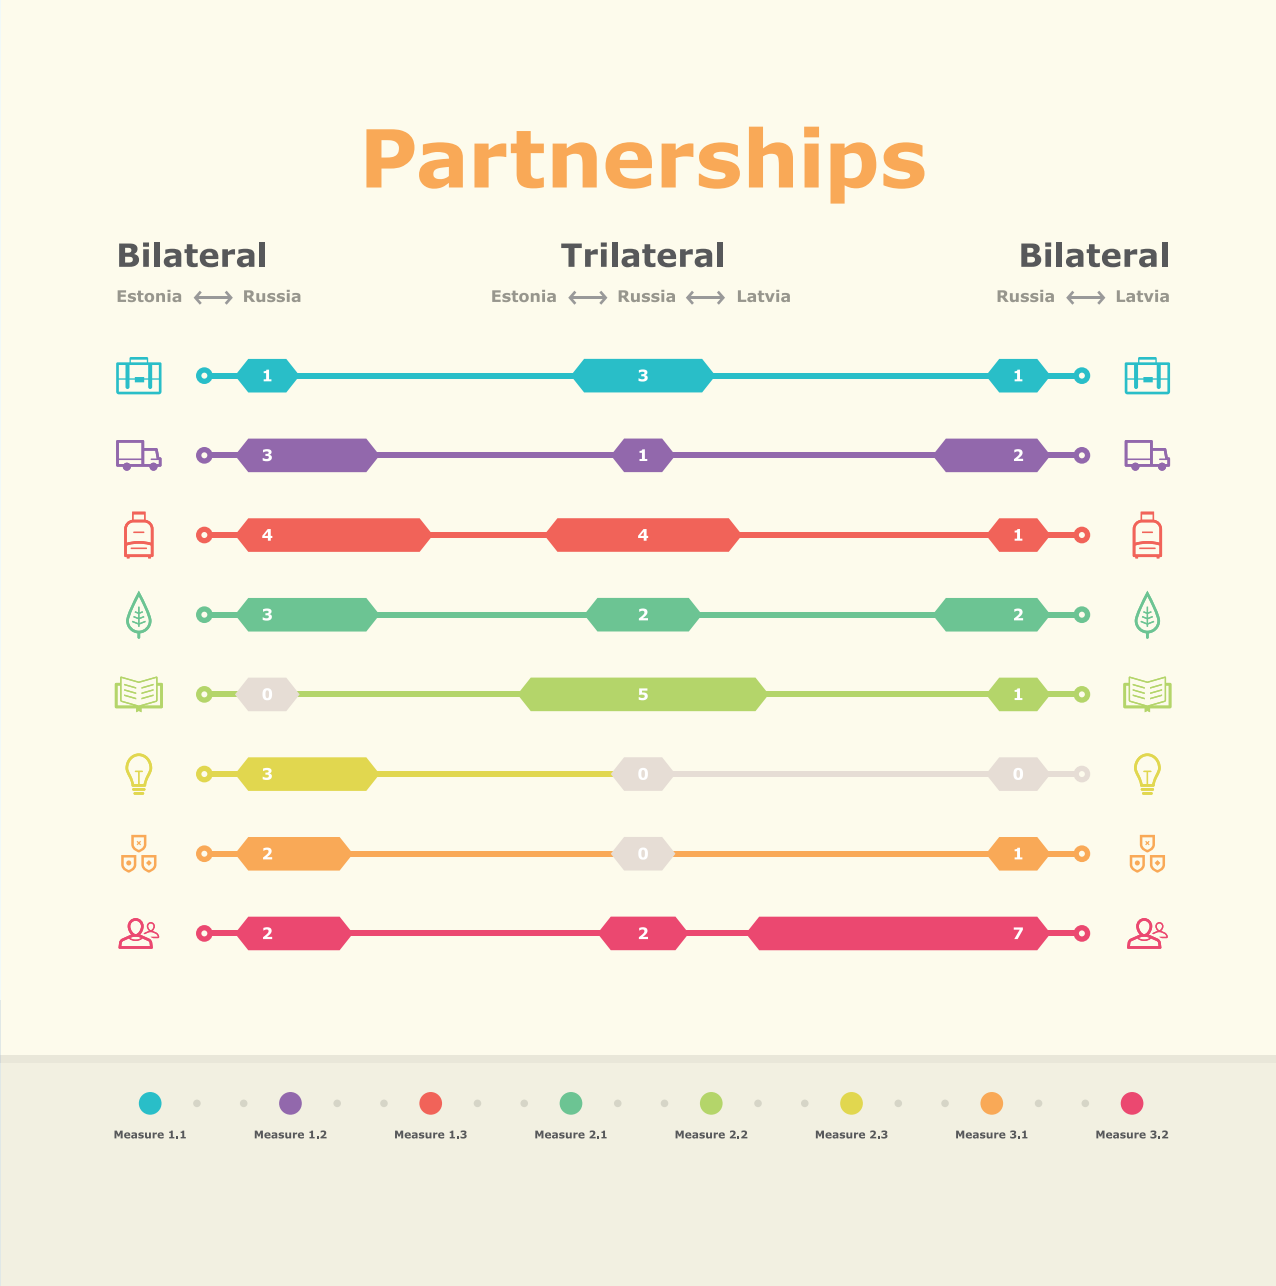 Partnerships
Bilateral Trilateral Bilateral
Estonia Russia Estonia Russia Latvia Russia Latvia
1 3 1
3 1 2
4 4 1
3 2 2
0 5 1
3 0 0
2 0 1
2 2 7
Measure 1.1 Measure 1.2 Measure 1.3 Measure 2.1 Measure 2.2 Measure 2.3 Measure 3.1 Measure 3.2